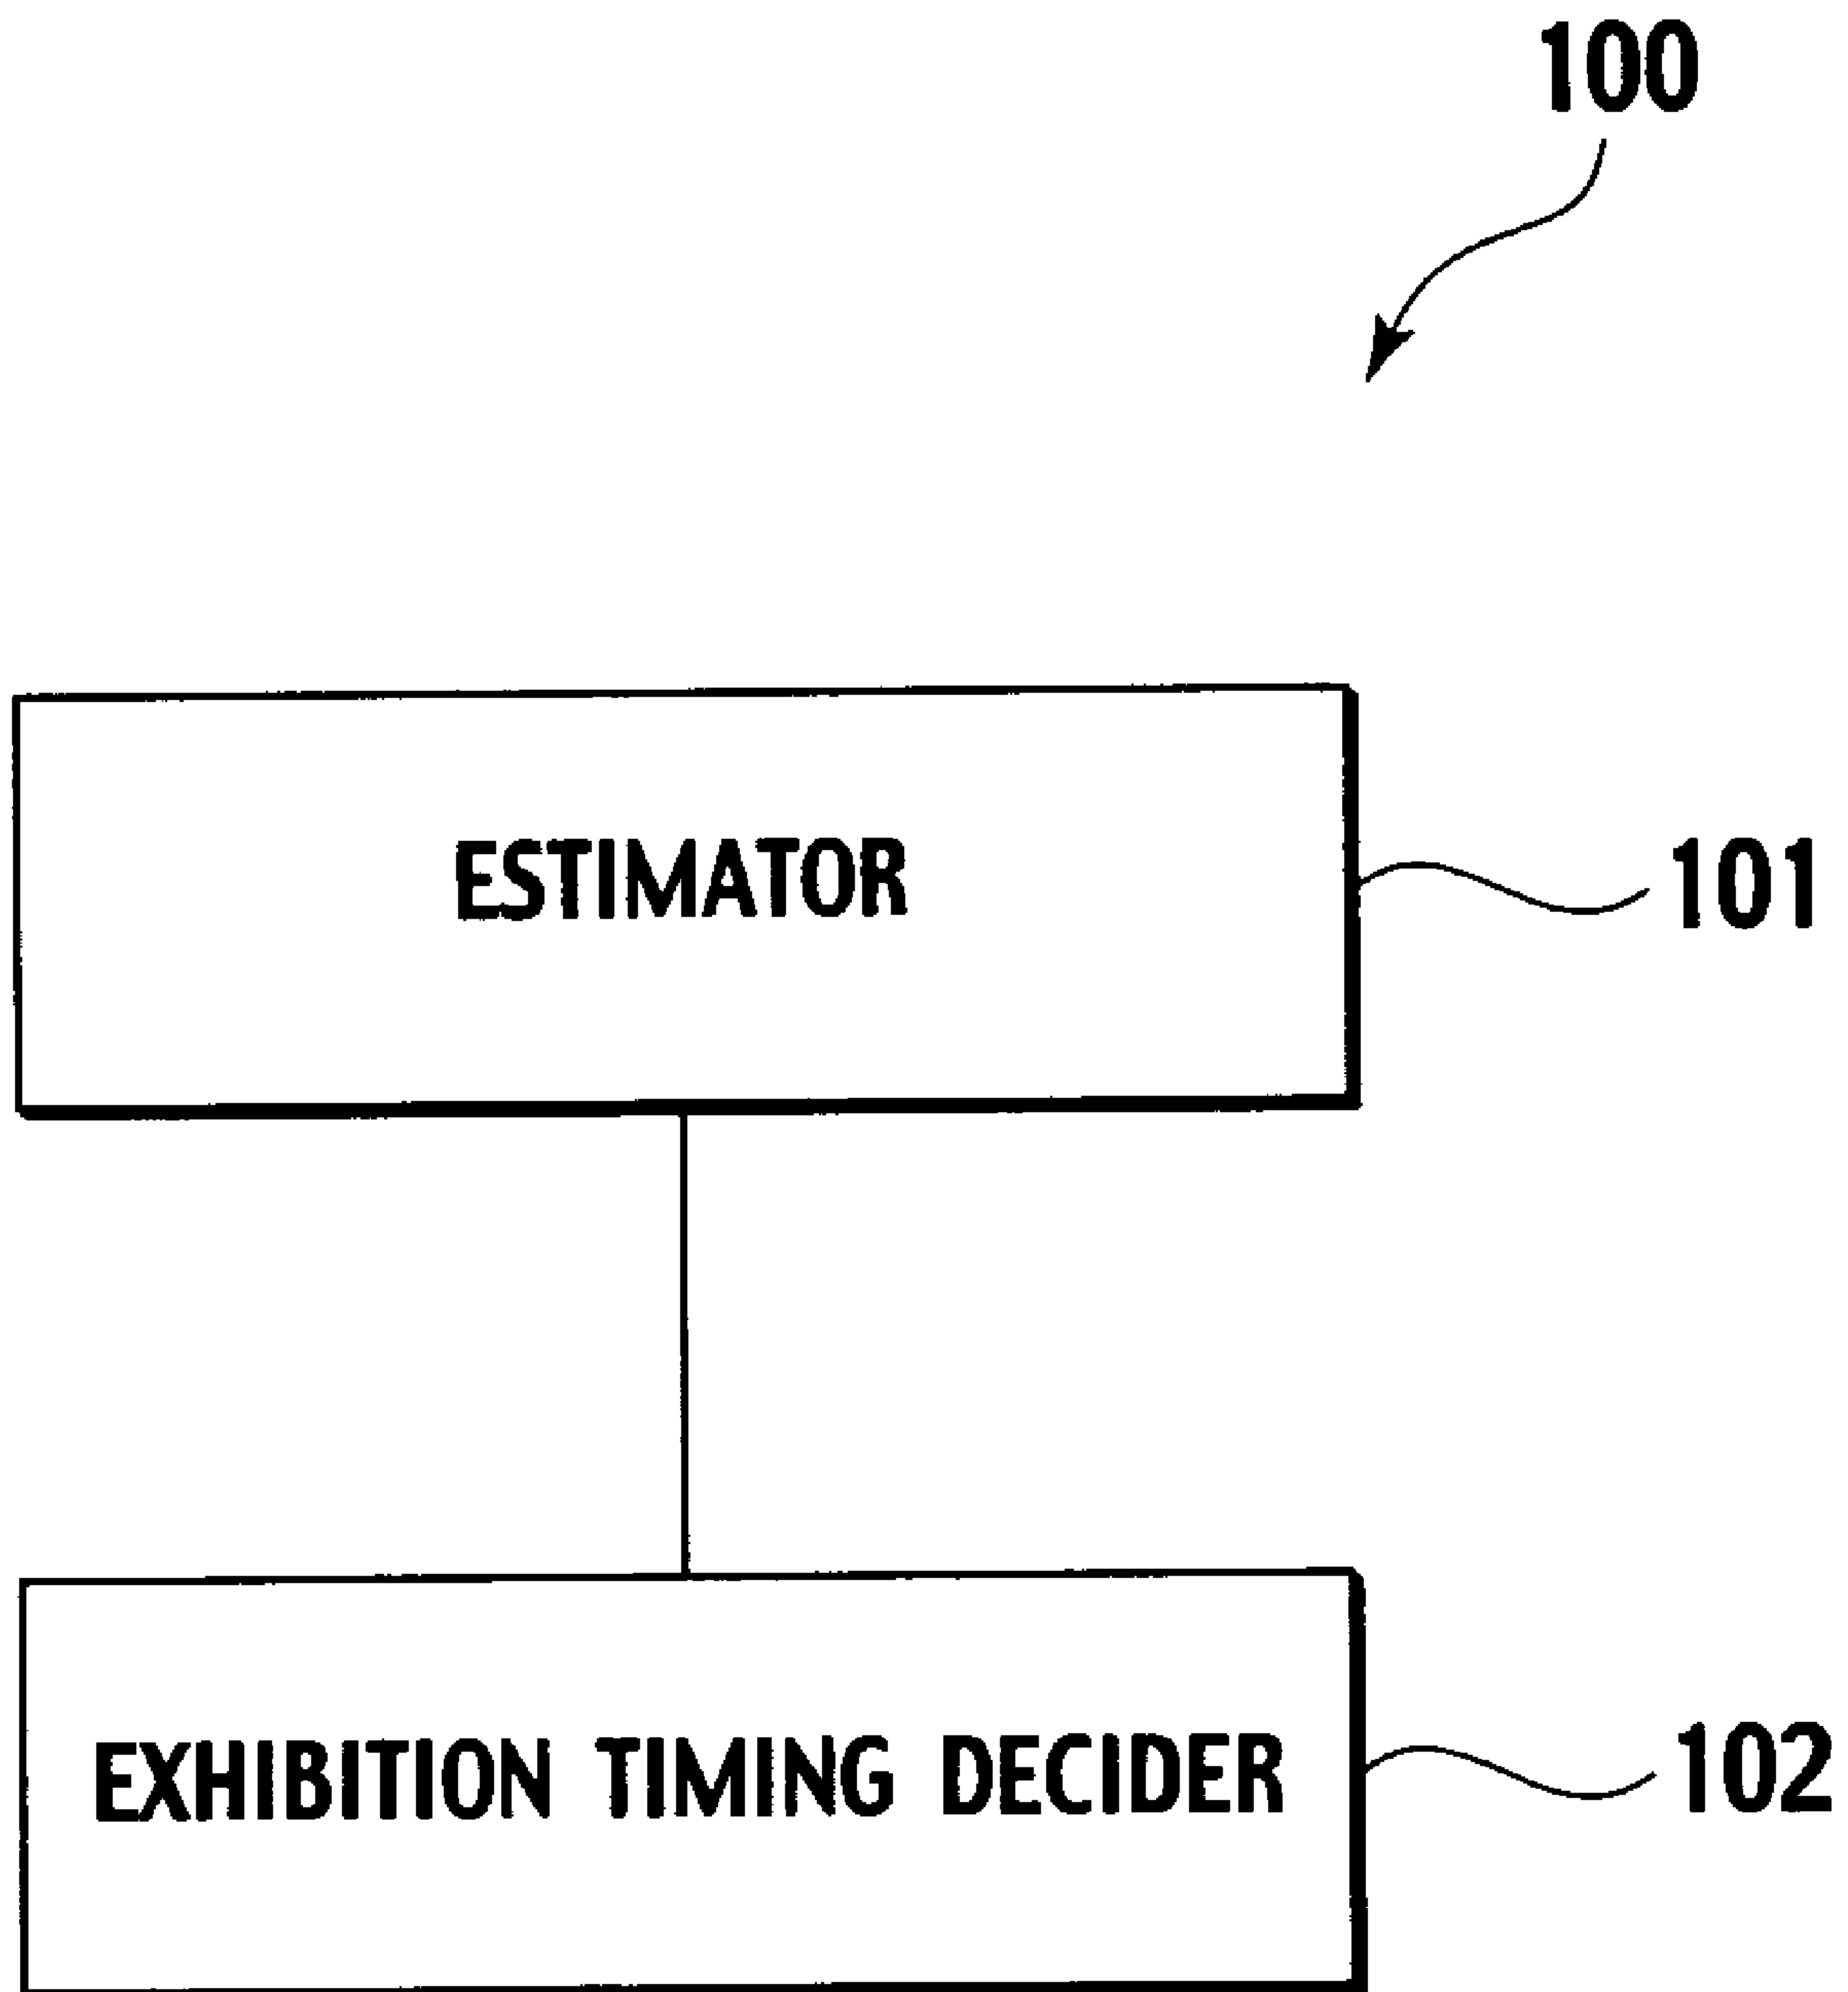 100
ESTIMATOR
101
EXHIBITION TIMING DECIDER
102